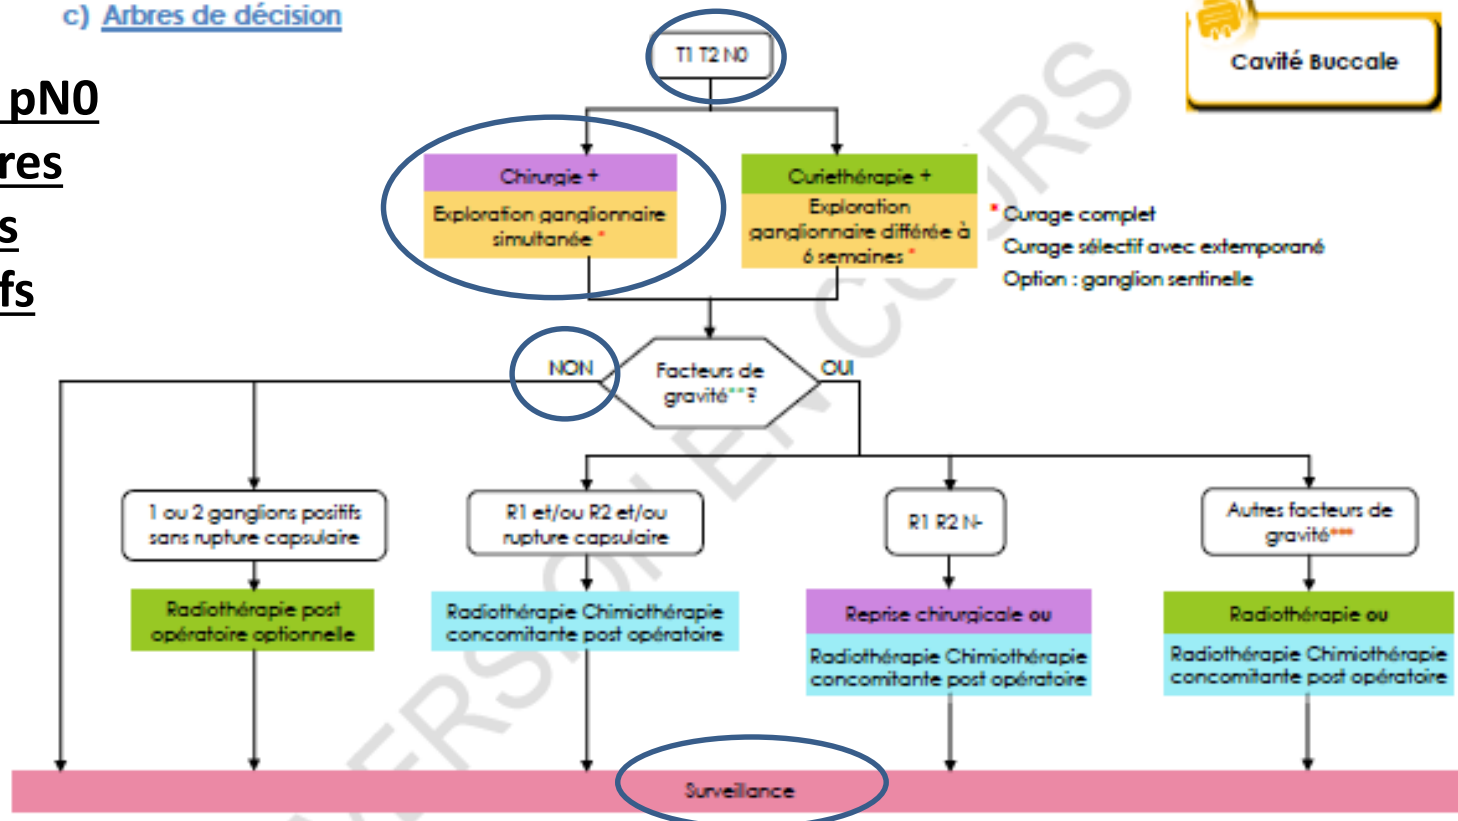 c) Arbres de décision
pN0
res
s
fs
T1 T2 N0
Cavité Buccale
Chirurgie +
Exploration ganglionnaire
simultanée *
Curiethérapie +
Exploration
ganglionnaire différée à
6 semaines *
* Curage complet
Curage sélectif avec extemporané
Option : ganglion sentinelle
NON
Facteurs de
gravité**?
OUI
1 ou 2 ganglions positifs
sans rupture capsulaire
R1 et/ou R2 et/ou
rupture capsulaire
R1 R2 N-
Autres facteurs de
gravité***
Radiothérapie post
opératoire optionnelle
Radiothérapie Chimiothérapie
concomitante post opératoire
Reprise chirurgicale ou
Radiothérapie Chimiothérapie
concomitante post opératoire
Radiothérapie ou
Radiothérapie Chimiothérapie
concomitante post opératoire
Surveillance
VERSION EN COURS